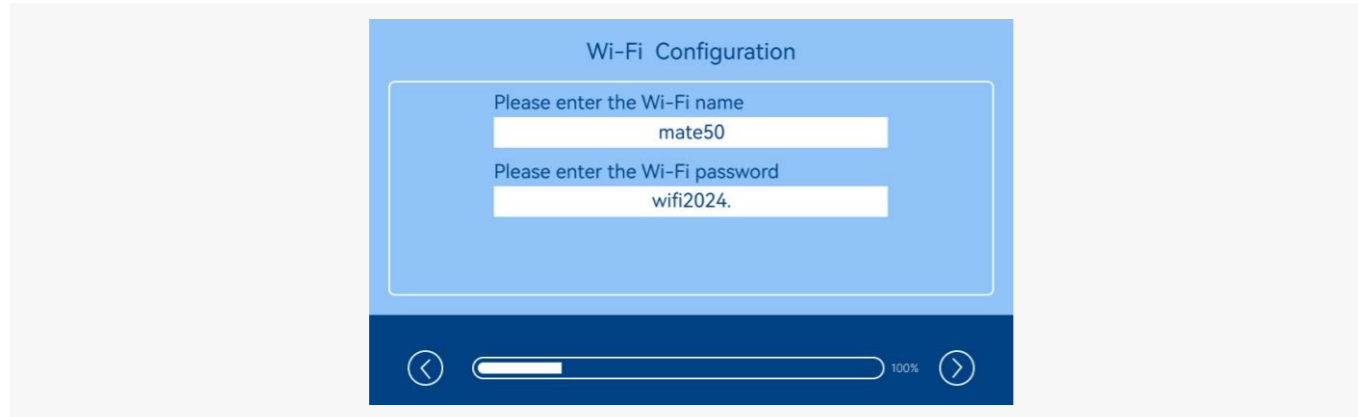 Wi-Fi Configuration
Please enter the Wi-Fi name
mate50
Please enter the Wi-Fi password
wifi2024.
100%